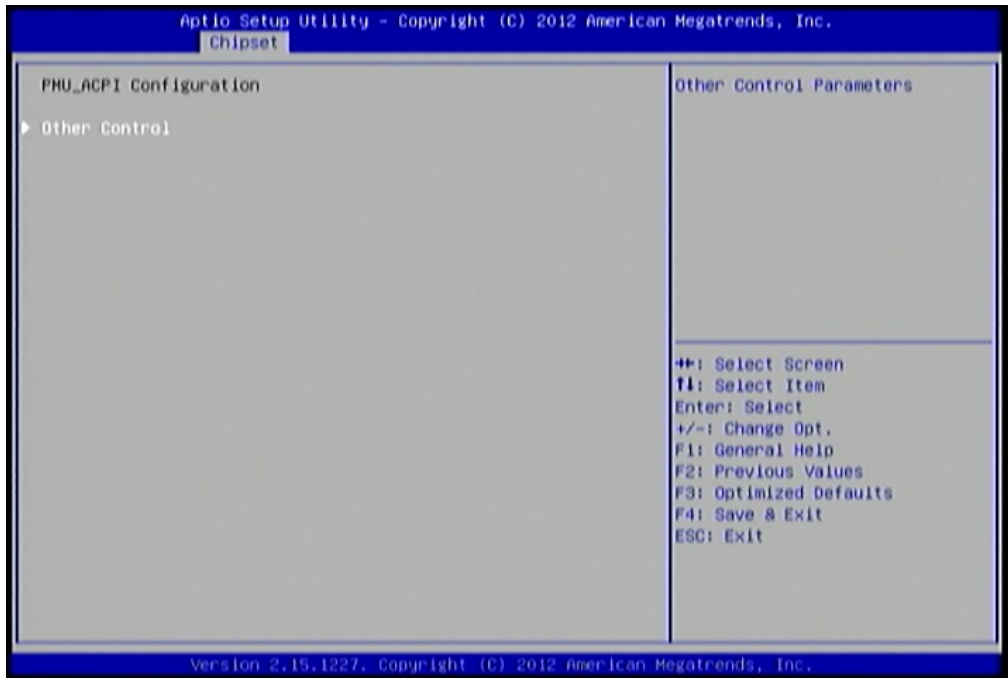 Aptio Setup Utility - Copyright (C) 2012 American Megatrends, Inc.
Chipset
PMU_ACPI Configuration
Other Control
Other Control Parameters
→←: Select Screen
↑↓: Select Item
Enter: Select
+/-: Change Opt.
F1: General Help
F2: Previous Values
F3: Optimized Defaults
F4: Save & Exit
ESC: Exit
Version 2.15.1227. Copyright (C) 2012 American Megatrends, Inc.